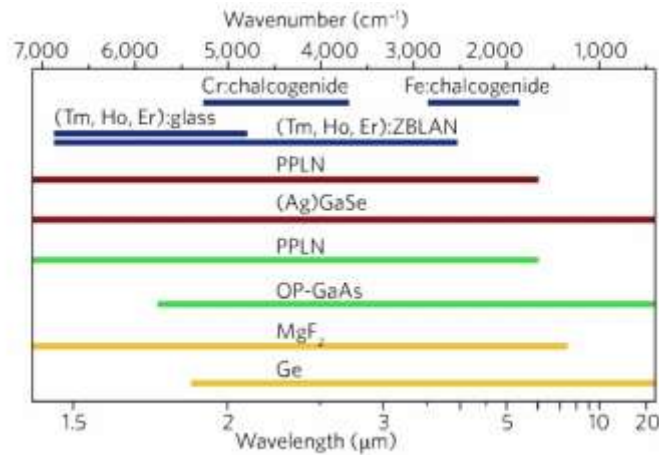 Wavenumber (cm⁻¹)
7,000 6,000 5,000 4,000 3,000 2,000 1,000
Cr:chalcogenide Fe:chalcogenide
(Tm, Ho, Er):glass (Tm, Ho, Er):ZBLAN
PPLN
(Ag)GaSe
PPLN
OP-GaAs
MgF₂
Ge
1.5 2 3 5 10 20
Wavelength (μm)